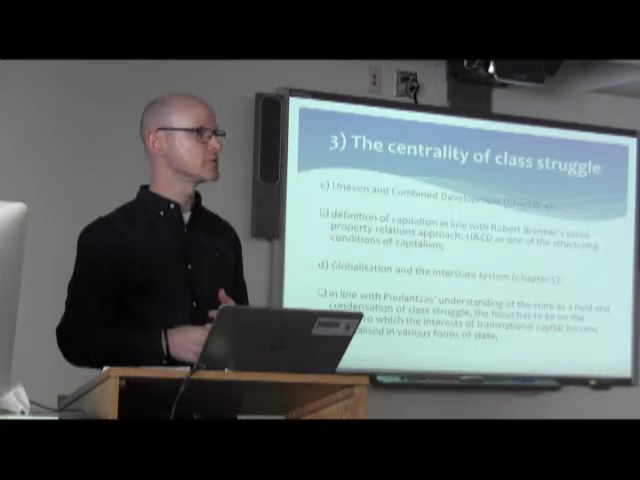 3) The centrality of class struggle
c) Uneven and Combined Development (Chapter 4):
definition of capitalism in line with Robert Brenner's social
property relations approach; U&CD as one of the structuring
conditions of capitalism;
d) Globalisation and the interstate system (Chapter 5):
in line with Poulantzas' understanding of the state as a field and
condensation of class struggle, the focus has to be on the
to which the interests of transnational capital become
in various forms of state;